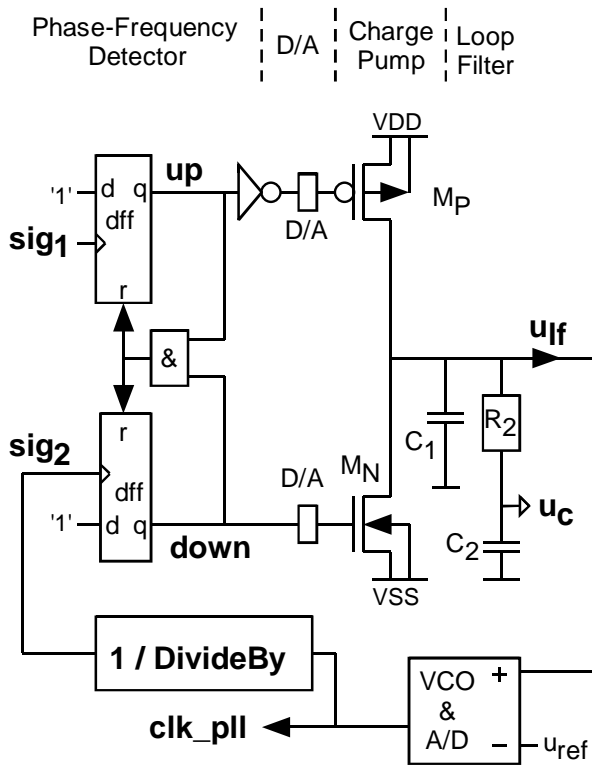 Phase-Frequency Detector
D/A
Charge Pump
Loop Filter
VDD
up
'1'
d q
dff
sig1
r
D/A
MP
&
ulf
r
sig2
dff
'1'
d q
down
D/A
MN
C1
R2
uc
C2
VSS
1 / DivideBy
clk_pll
VCO & A/D
+
−
uref